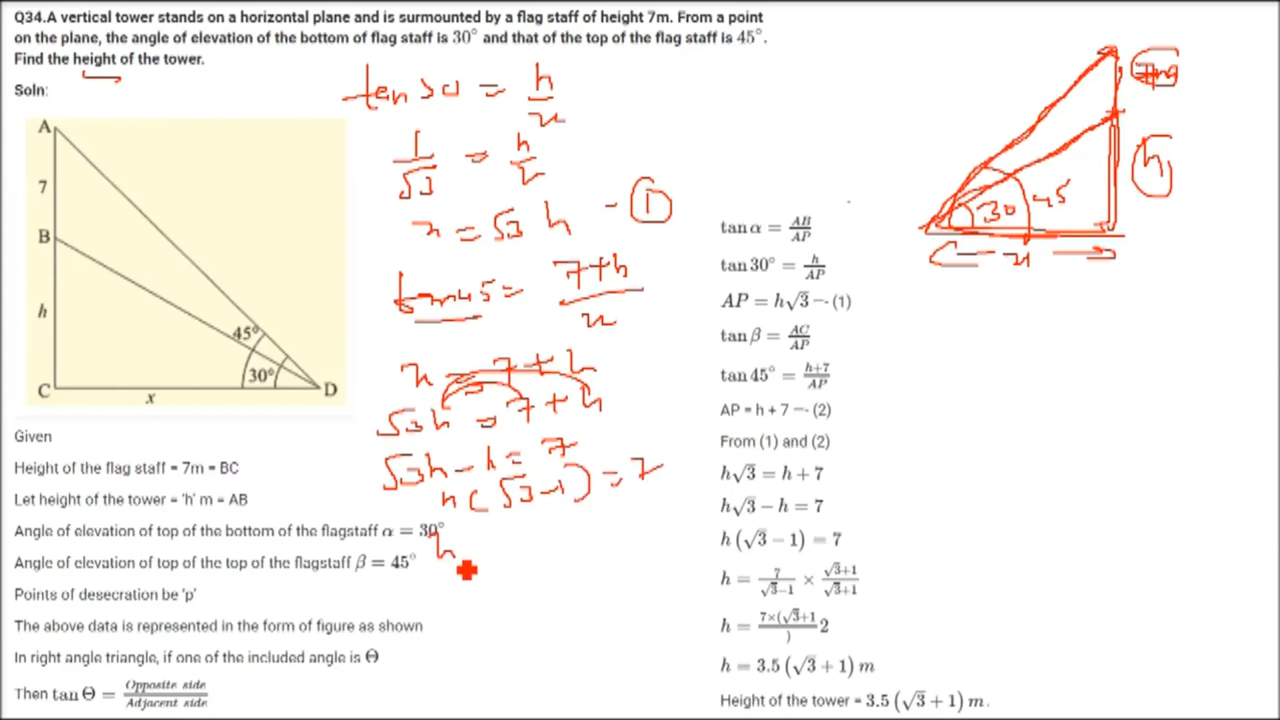 Q34.A vertical tower stands on a horizontal plane and is surmounted by a flag staff of height 7m. From a point
on the plane, the angle of elevation of the bottom of flag staff is 30° and that of the top of the flag staff is 45°.
Find the height of the tower.
Soln:
A
7
B
h
C
x
D
45°
30°
Given
Height of the flag staff = 7m = BC
Let height of the tower = 'h' m = AB
Angle of elevation of top of the bottom of the flagstaff α = 30°
Angle of elevation of top of the top of the flagstaff β = 45°
Points of desecration be 'p'
The above data is represented in the form of figure as shown
In right angle triangle, if one of the included angle is Θ
Then tan Θ = Opposite side / Adjacent side
tan 30 = h / x
1 / √3 = h / x
x = √3 h - ①
tan 45 = 7+h / x
x = 7 + h
√3h = 7 + h
√3h - h = 7
h ( √3 - 1 ) = 7
h
7m
h
30
45
x
tan α = AB / AP
tan 30° = h / AP
AP = h√3 -- (1)
tan β = AC / AP
tan 45° = h+7 / AP
AP = h + 7 -- (2)
From (1) and (2)
h√3 = h + 7
h√3 − h = 7
h (√3 − 1) = 7
h = 7 / √3−1 × √3+1 / √3+1
h = 7×(√3+1 / ) 2
h = 3.5 (√3 + 1) m
Height of the tower = 3.5 (√3 + 1) m.